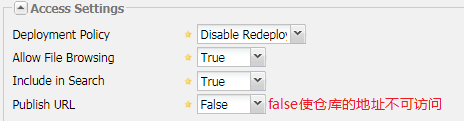 Access Settings
Deployment Policy Disable Redeploy
Allow File Browsing True
Include in Search True
Publish URL False false使仓库的地址不可访问